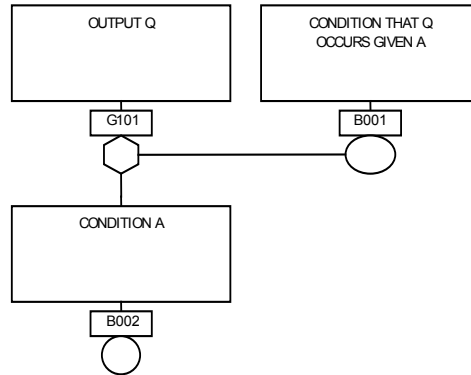 OUTPUT Q
CONDITION THAT Q
OCCURS GIVEN A
G101
B001
CONDITION A
B002